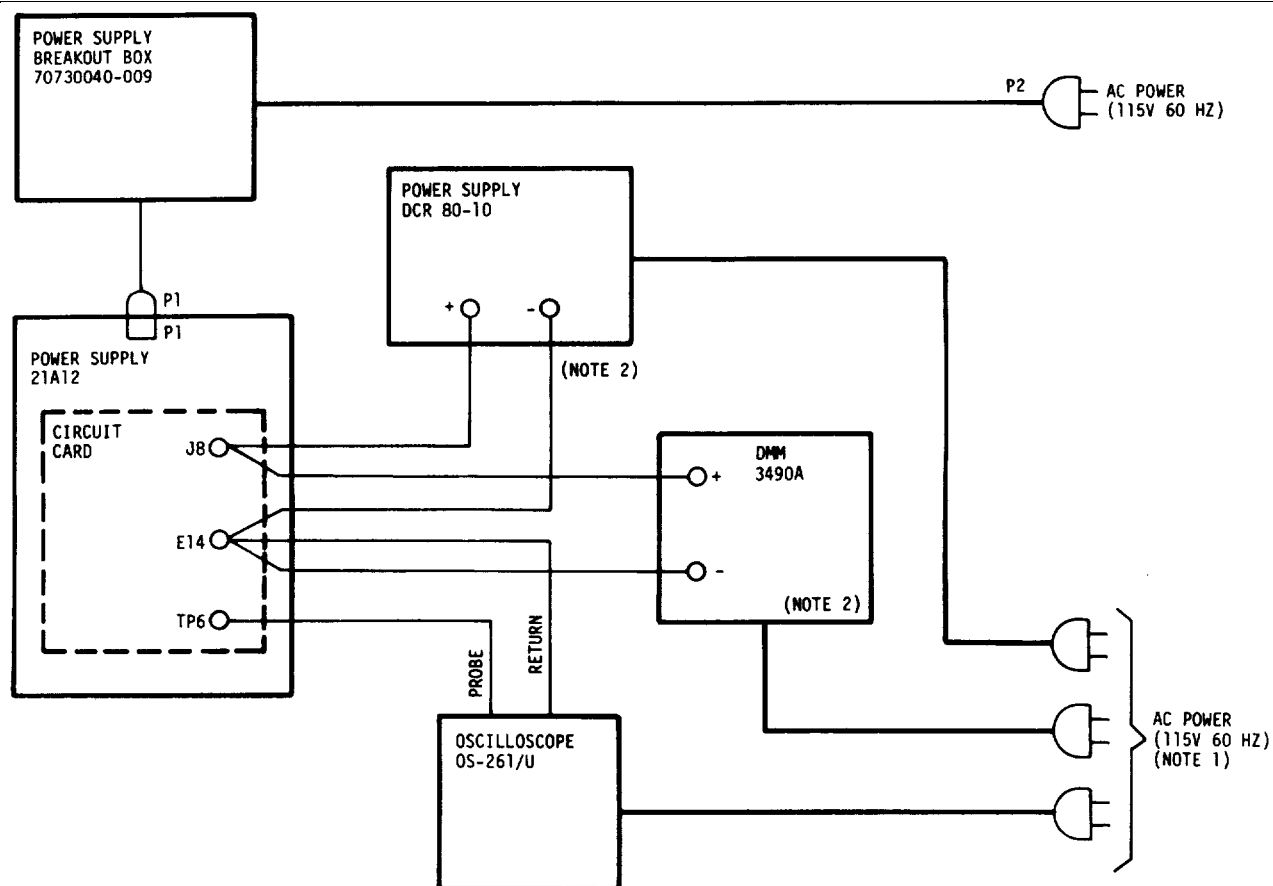 POWER SUPPLY
BREAKOUT BOX
70730040-009
P2
AC POWER
(115V 60 HZ)
POWER SUPPLY
DCR 80-10
+
-
(NOTE 2)
P1
P1
POWER SUPPLY
21A12
CIRCUIT
CARD
J8
E14
TP6
DMM
3490A
+
-
(NOTE 2)
PROBE
RETURN
OSCILLOSCOPE
OS-261/U
AC POWER
(115V 60 HZ)
(NOTE 1)